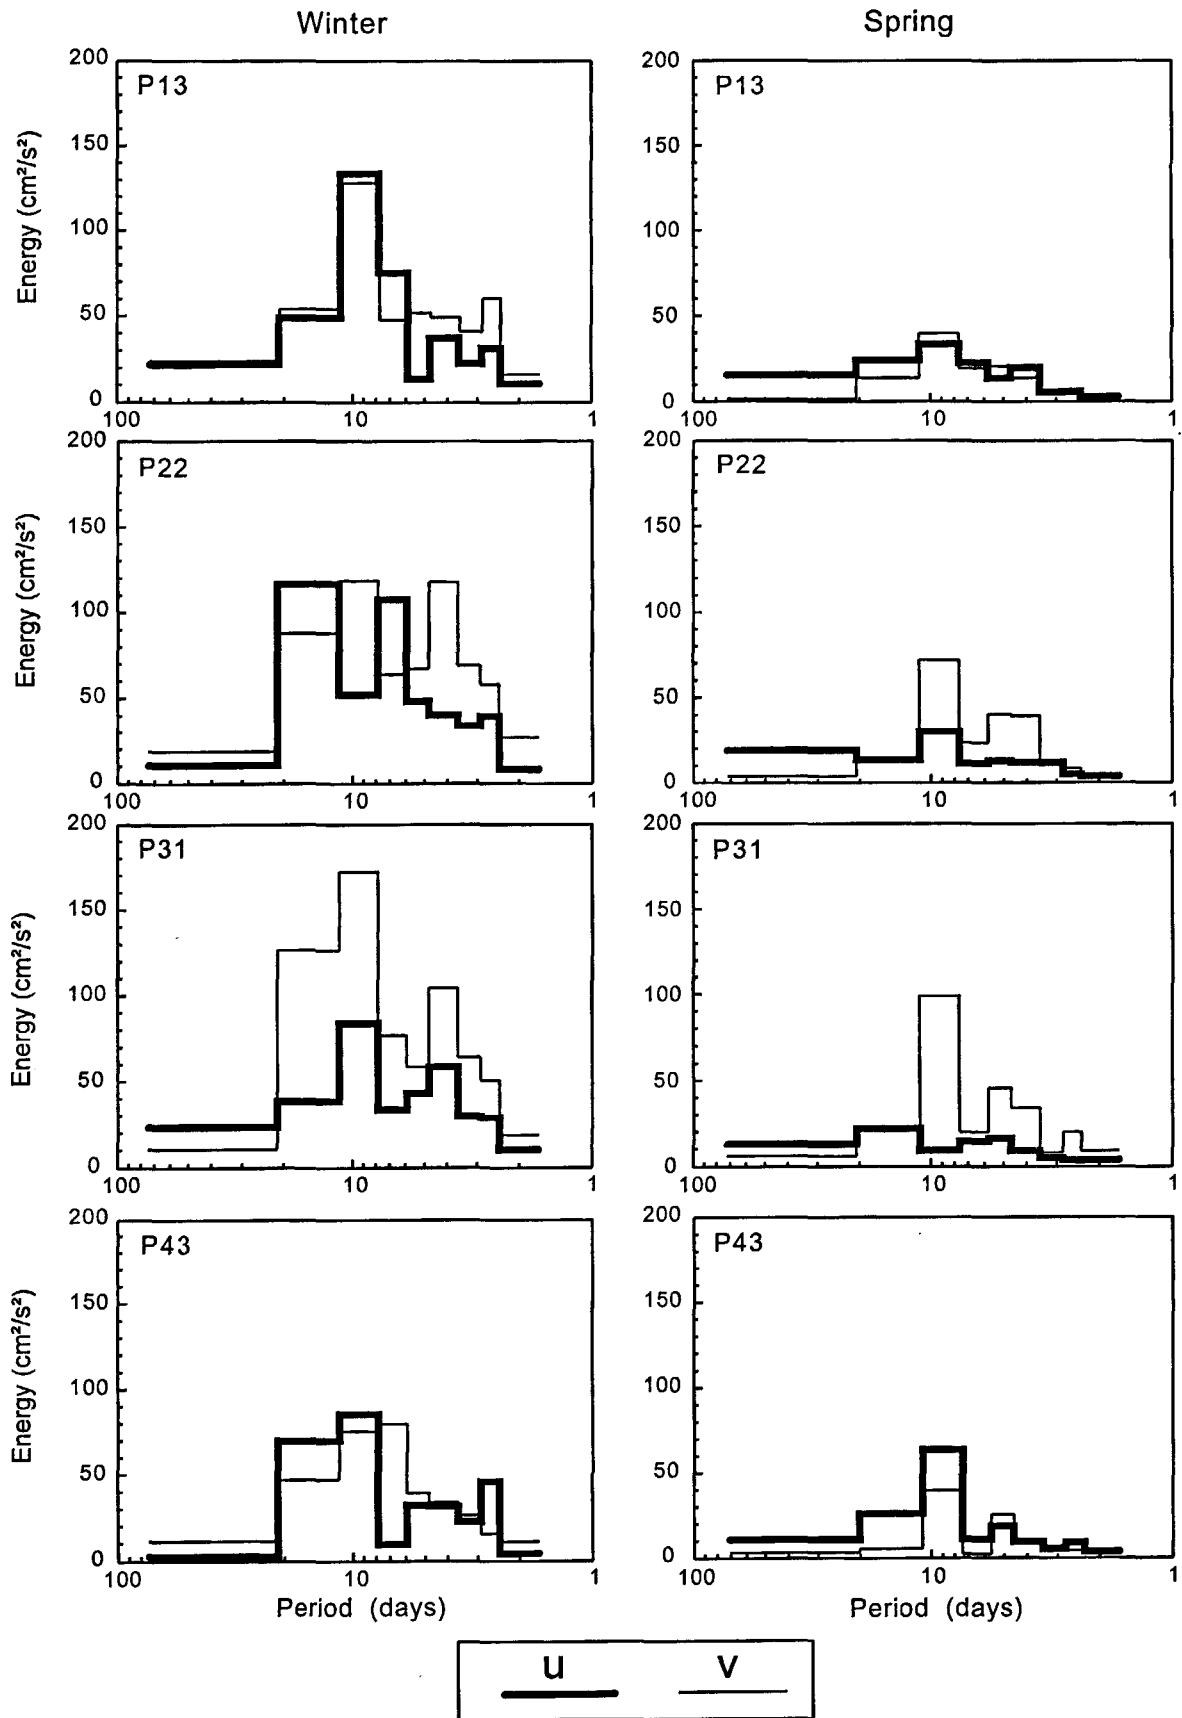 Winter Spring
200 200
P13 P13
150 150
Energy (cm²/s²)
100 100
50 50
0 0
100 10 1 100 10 1
200 200
P22 P22
150 150
Energy (cm²/s²)
100 100
50 50
0 0
100 10 1 100 10 1
200 200
P31 P31
150 150
Energy (cm²/s²)
100 100
50 50
0 0
100 10 1 100 10 1
200 200
P43 P43
150 150
Energy (cm²/s²)
100 100
50 50
0 0
100 10 1 100 10 1
Period (days) Period (days)
u v